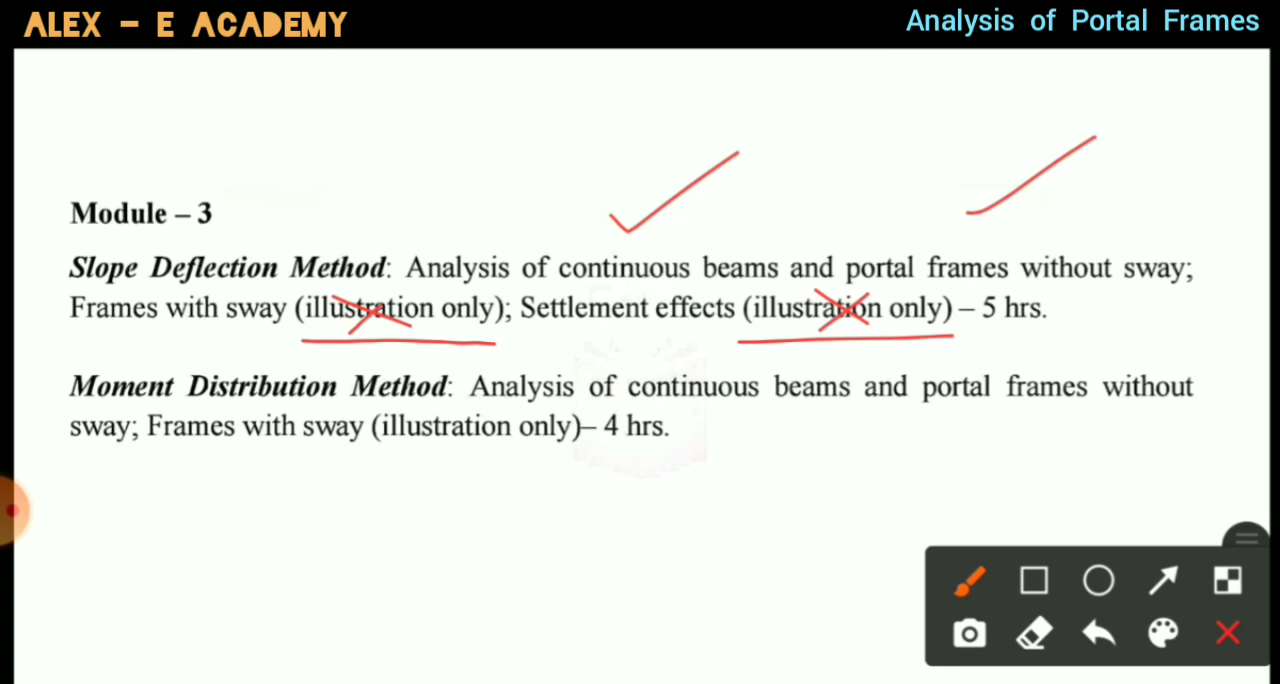 ALEX - E ACADEMY
Analysis of Portal Frames
Module – 3
Slope Deflection Method: Analysis of continuous beams and portal frames without sway;
Frames with sway (illustration only); Settlement effects (illustration only) – 5 hrs.
Moment Distribution Method: Analysis of continuous beams and portal frames without
sway; Frames with sway (illustration only)– 4 hrs.